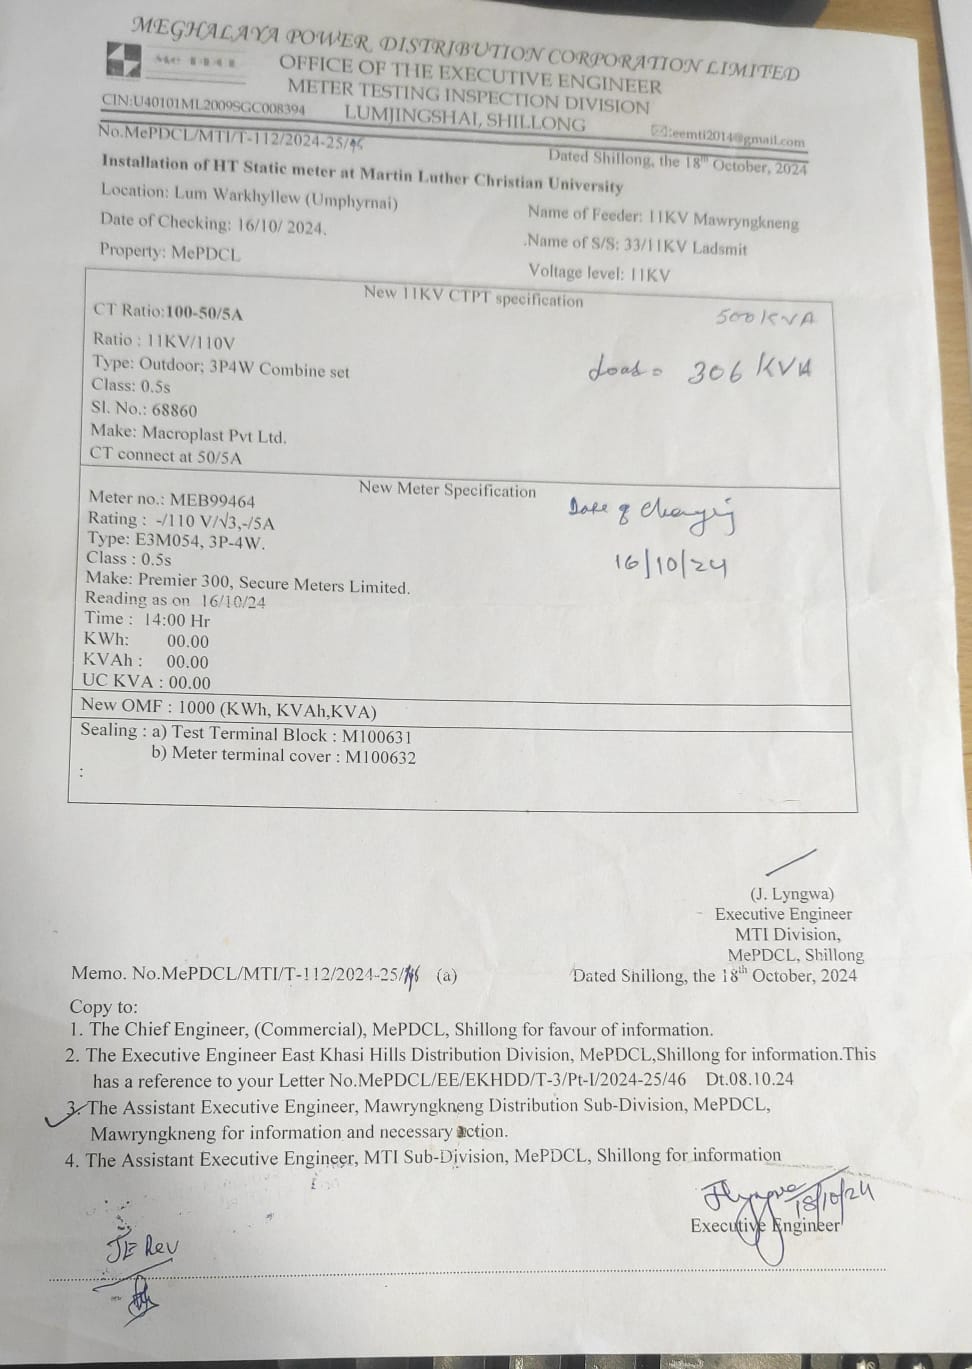 MEGHALAYA POWER DISTRIBUTION CORPORATION LIMITED
OFFICE OF THE EXECUTIVE ENGINEER
METER TESTING INSPECTION DIVISION
LUMJINGSHAI, SHILLONG
CIN:U40101ML2009SGC008394
:eemti2014@gmail.com
No.MePDCL/MTI/T-112/2024-25/
Dated Shillong, the 18th October, 2024
Installation of HT Static meter at Martin Luther Christian University
Location: Lum Warkhyllew (Umphyrnai)
Name of Feeder: 11KV Mawryngkneng
Date of Checking: 16/10/ 2024.
.Name of S/S: 33/11KV Ladsmit
Property: MePDCL
Voltage level: 11KV
New 11KV CTPT specification
CT Ratio:100-50/5A
500 KVA
Ratio : 11KV/110V
Type: Outdoor; 3P4W Combine set
Load = 306 KVA
Class: 0.5s
Sl. No.: 68860
Make: Macroplast Pvt Ltd.
CT connect at 50/5A
New Meter Specification
Meter no.: MEB99464
Date of Changing
Rating : -/110 V/√3,-/5A
Type: E3M054, 3P-4W.
16/10/24
Class : 0.5s
Make: Premier 300, Secure Meters Limited.
Reading as on 16/10/24
Time : 14:00 Hr
KWh: 00.00
KVAh : 00.00
UC KVA : 00.00
New OMF : 1000 (KWh, KVAh,KVA)
Sealing : a) Test Terminal Block : M100631
b) Meter terminal cover : M100632
:
(J. Lyngwa)
Executive Engineer
MTI Division,
MePDCL, Shillong
Memo. No.MePDCL/MTI/T-112/2024-25/ (a)
Dated Shillong, the 18th October, 2024
Copy to:
1. The Chief Engineer, (Commercial), MePDCL, Shillong for favour of information.
2. The Executive Engineer East Khasi Hills Distribution Division, MePDCL,Shillong for information.This
has a reference to your Letter No.MePDCL/EE/EKHDD/T-3/Pt-I/2024-25/46 Dt.08.10.24
3. The Assistant Executive Engineer, Mawryngkneng Distribution Sub-Division, MePDCL,
Mawryngkneng for information and necessary action.
4. The Assistant Executive Engineer, MTI Sub-Division, MePDCL, Shillong for information
18/10/24
Executive Engineer
JE Rev